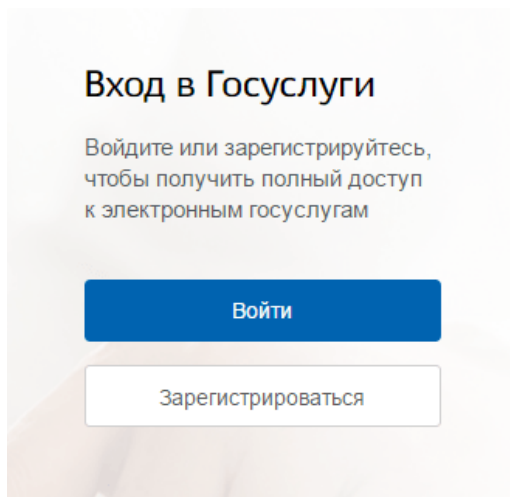 Вход в Госуслуги
Войдите или зарегистрируйтесь,
чтобы получить полный доступ
к электронным госуслугам
Войти
Зарегистрироваться